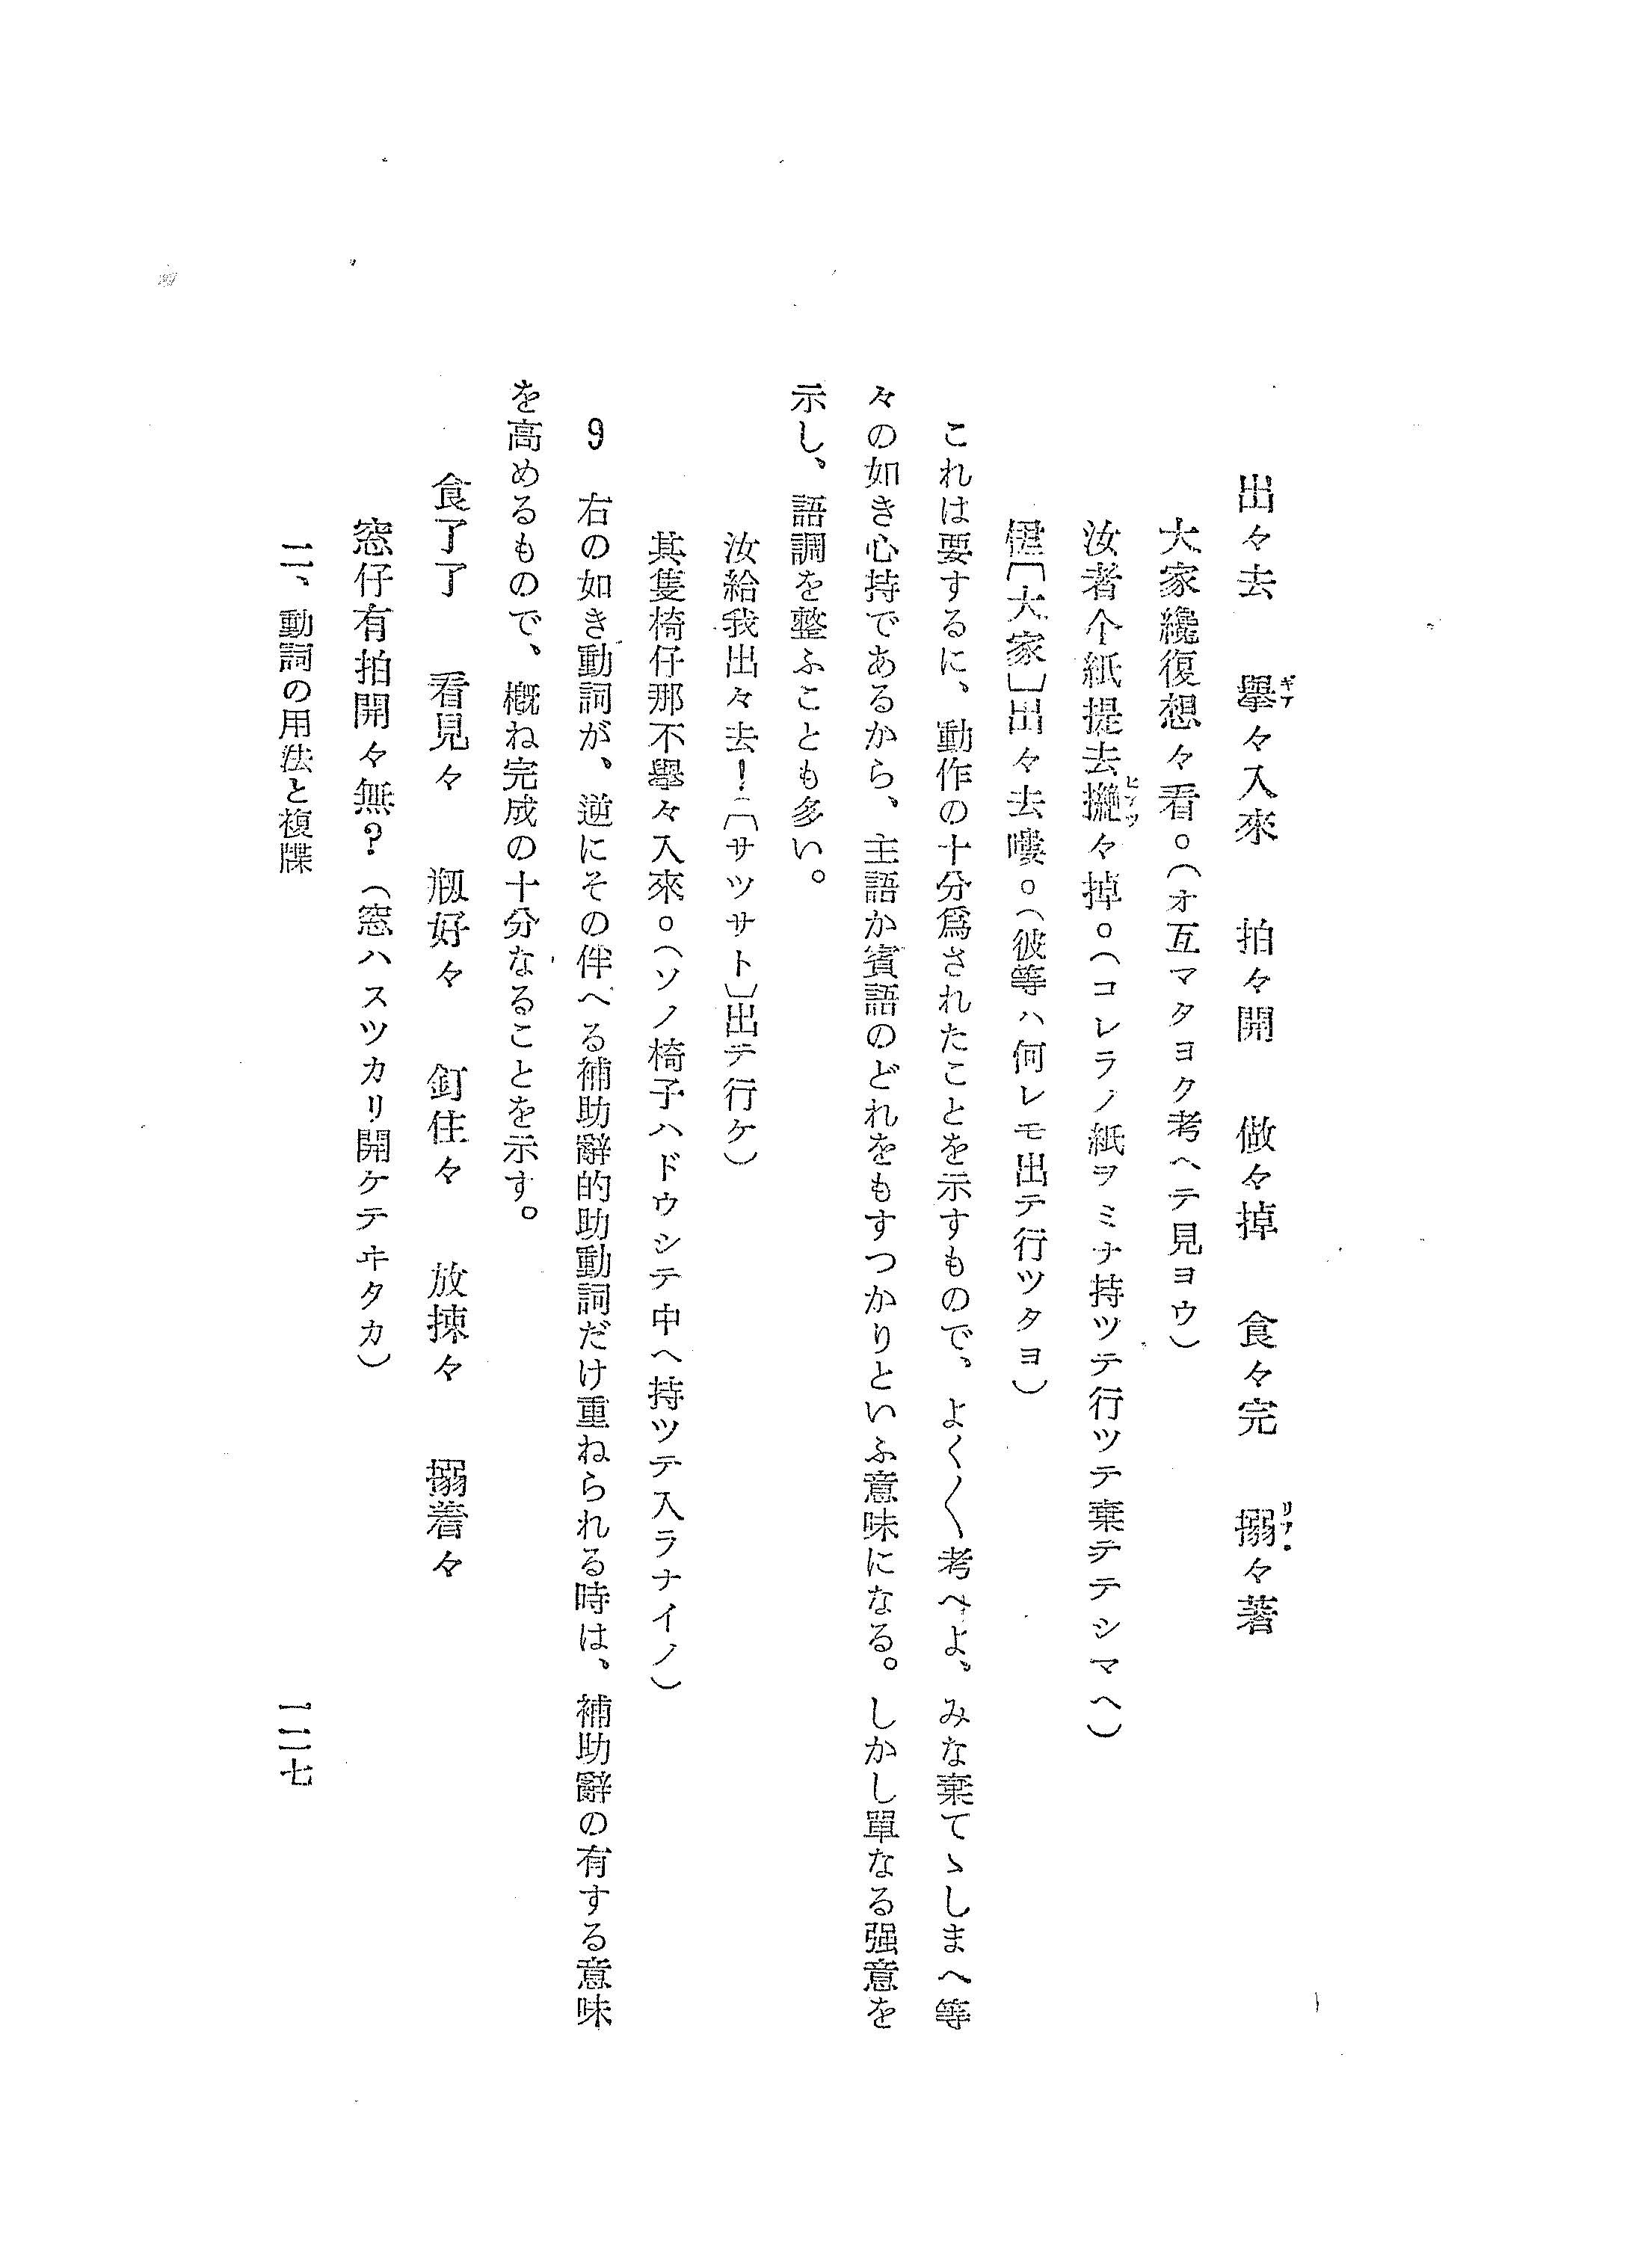 出々去　擧々入來　拍々開　做々掉　食々完　搦々著
大家纔復想々看。（オ互マタヨク考ヘテ見ヨウ）
汝者个紙提去々掉。（コレラノ紙ヲミナ持ツテ行ツテ棄テテシマヘ）
［大家］出々去嘍。（彼等ハ何レモ出テ行ツタヨ）
これは要するに、動作の十分爲されたことを示すもので、よく〱考へよ、みな棄てゝしまへ等
々の如き心持であるから、主語か賓語のどれをもすつかりといふ意味になる。しかし單なる强意を
示し、語調を整ふことも多い。
汝給我出々去！（〔サツサト〕出テ行ケ）
其隻椅仔那不擧々入來。（ソノ椅子ハドウシテ中ヘ持ツテ入ラナイノ）
9　右の如き動詞が、逆にその伴へる補助辭的助動詞だけ重ねられる時は、補助辭の有する意味
を高めるもので、槪ね完成の十分なることを示す。
食了了　看見々　好々　釘住々　放揀々　搦着々
窓仔有拍開々無？（窓ハスツカリ開ケテヰタカ）
二、動詞の用法と複牒
一二七